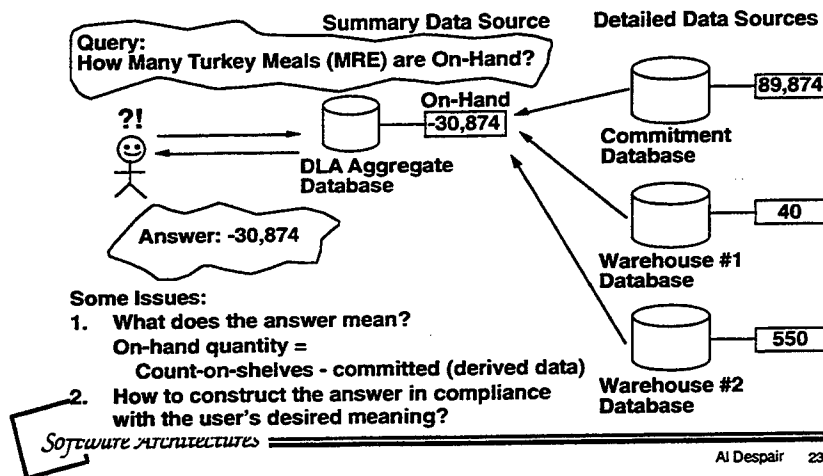 Summary Data Source
Detailed Data Sources
Query:
How Many Turkey Meals (MRE) are On-Hand?
?!
On-Hand
-30,874
DLA Aggregate
Database
Answer: -30,874
89,874
Commitment
Database
40
Warehouse #1
Database
550
Warehouse #2
Database
Some Issues:
1. What does the answer mean?
On-hand quantity =
Count-on-shelves - committed (derived data)
2. How to construct the answer in compliance
with the user's desired meaning?
Software Architectures
AI Despair 23